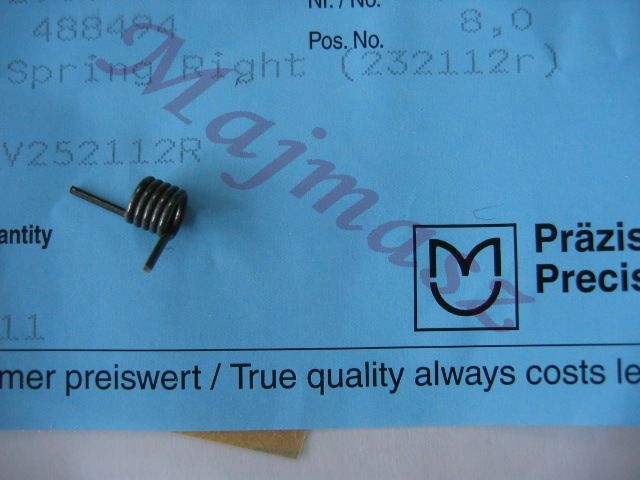 Nr. / No.
488494
8,0
Pos. No.
Spring Right (232112r)
V252112R
Majmasz
antity
Präzis
Precis
11
mer preiswert / True quality always costs le